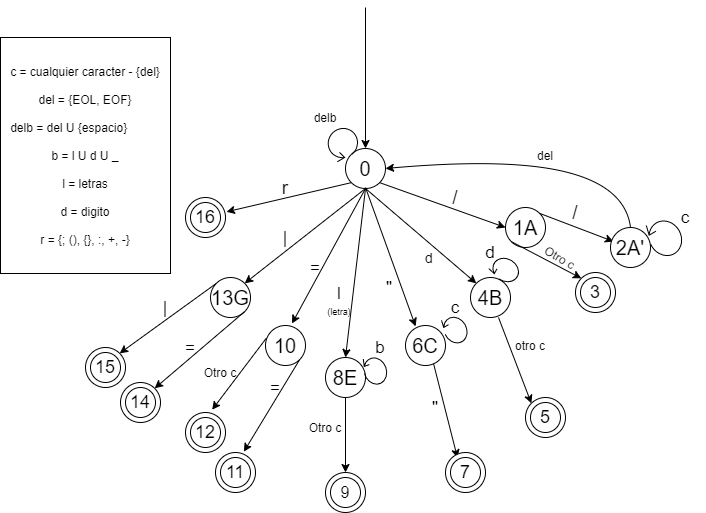 c = cualquier caracter - {del}
del = {EOL, EOF}
delb = del U {espacio}
b = l U d U _
l = letras
d = digito
r = {; (), {}, :, +, -}
delb
0
del
r
16
/
1A
/
2A'
c
Otro c
3
|
13G
|
15
=
14
=
10
Otro c
12
=
11
l
(letra)
8E
b
Otro c
9
"
6C
c
"
7
d
4B
d
otro c
5